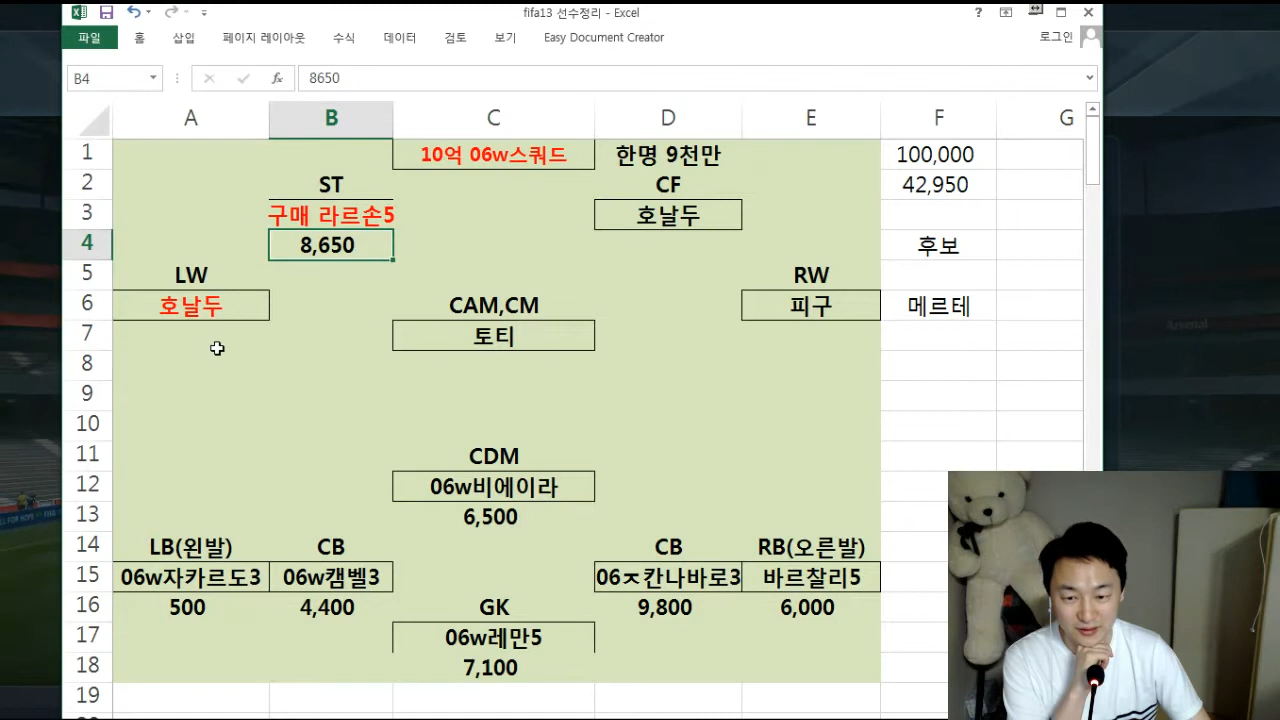 fifa13 선수정리 - Excel
?
파일 홈 삽입 페이지 레이아웃 수식 데이터 검토 보기 Easy Document Creator 로그인
B4 fx 8650
A B C D E F G
1 10억 06w스쿼드 한명 9천만 100,000
2 ST CF 42,950
3 구매 라르손5 호날두
4 8,650 후보
5 LW RW
6 호날두 CAM,CM 피구 메르테
7 토티
8
9
10
11 CDM
12 06w비에이라
13 6,500
14 LB(왼발) CB CB RB(오른발)
15 06w자카르도3 06w캠벨3 06ㅈ칸나바로3 바르찰리5
16 500 4,400 GK 9,800 6,000
17 06w레만5
18 7,100
19
Arsenal